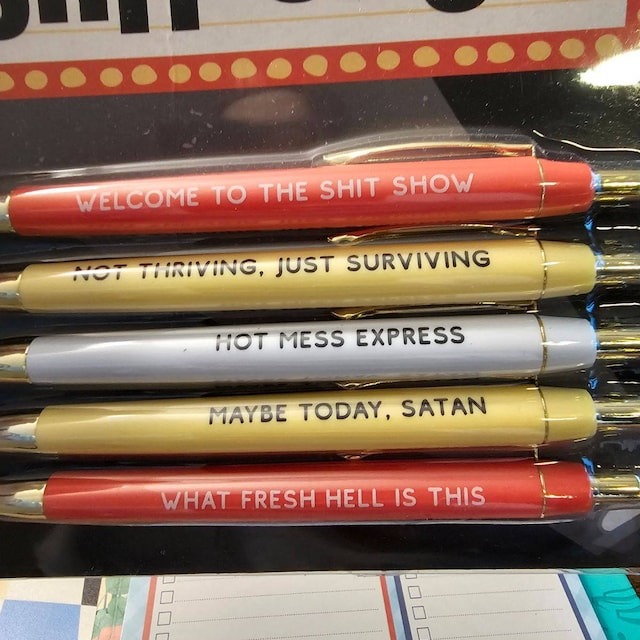 WELCOME TO THE SHIT SHOW
NOT THRIVING, JUST SURVIVING
HOT MESS EXPRESS
MAYBE TODAY, SATAN
WHAT FRESH HELL IS THIS